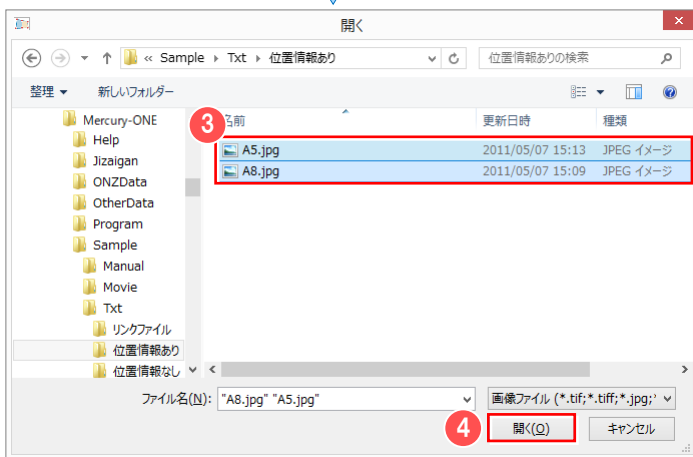 開く
« Sample ▸ Txt ▸ 位置情報あり
位置情報ありの検索
整理 ▼ 新しいフォルダー
Mercury-ONE
Help
Jizaigan
ONZData
OtherData
Program
Sample
Manual
Movie
Txt
リンクファイル
位置情報あり
位置情報なし
3
名前 更新日時 種類
A5.jpg 2011/05/07 15:13 JPEG イメージ
A8.jpg 2011/05/07 15:09 JPEG イメージ
ファイル名(N): "A8.jpg" "A5.jpg"
画像ファイル (*.tif;*.tiff;*.jpg;*
4
開く(O) キャンセル